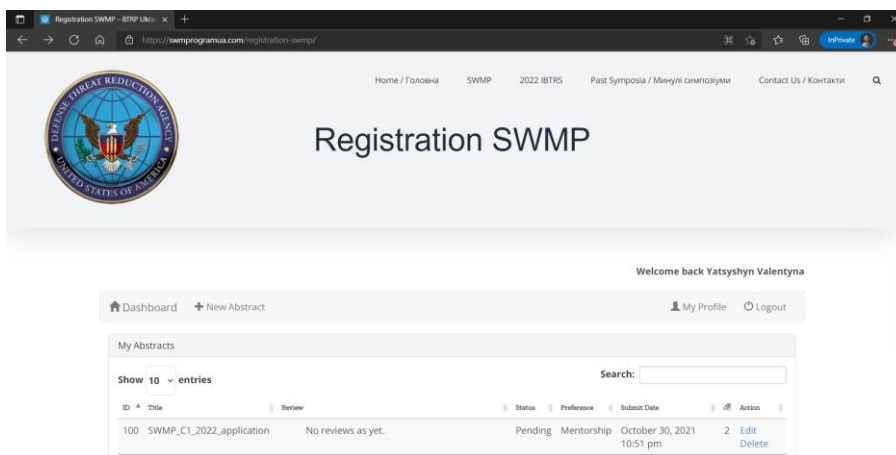 Registration SWMP – BTRP Ukra
https://swmprogramua.com/registration-swmp/
InPrivate
DEFENSE THREAT REDUCTION AGENCY
UNITED STATES OF AMERICA
Home / Головна SWMP 2022 IBTRS Past Symposia / Минулі симпозіуми Contact Us / Контакти
Registration SWMP
Welcome back Yatsyshyn Valentyna
Dashboard New Abstract My Profile Logout
My Abstracts
Show 10 entries Search:
ID Title Review Status Preference Submit Date Action
100 SWMP_C1_2022_application No reviews as yet. Pending Mentorship October 30, 2021 2 Edit
10:51 pm Delete